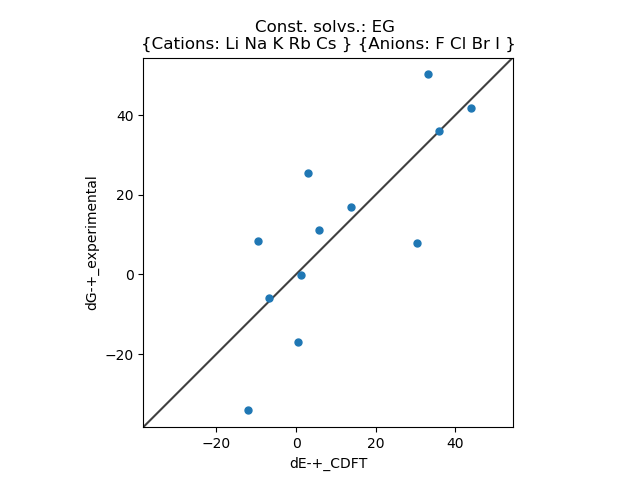 Const. solvs.: EG
{Cations: Li Na K Rb Cs } {Anions: F Cl Br I }
dG-+_experimental
40
20
0
−20
−20 0 20 40
dE-+_CDFT